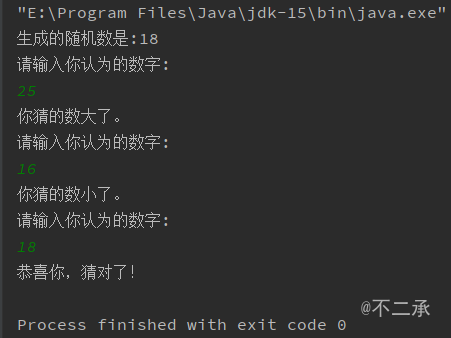 "E:\Program Files\Java\jdk-15\bin\java.exe"
生成的随机数是:18
请输入你认为的数字:
25
你猜的数大了。
请输入你认为的数字:
16
你猜的数小了。
请输入你认为的数字:
18
恭喜你，猜对了!
@不二承
Process finished with exit code 0